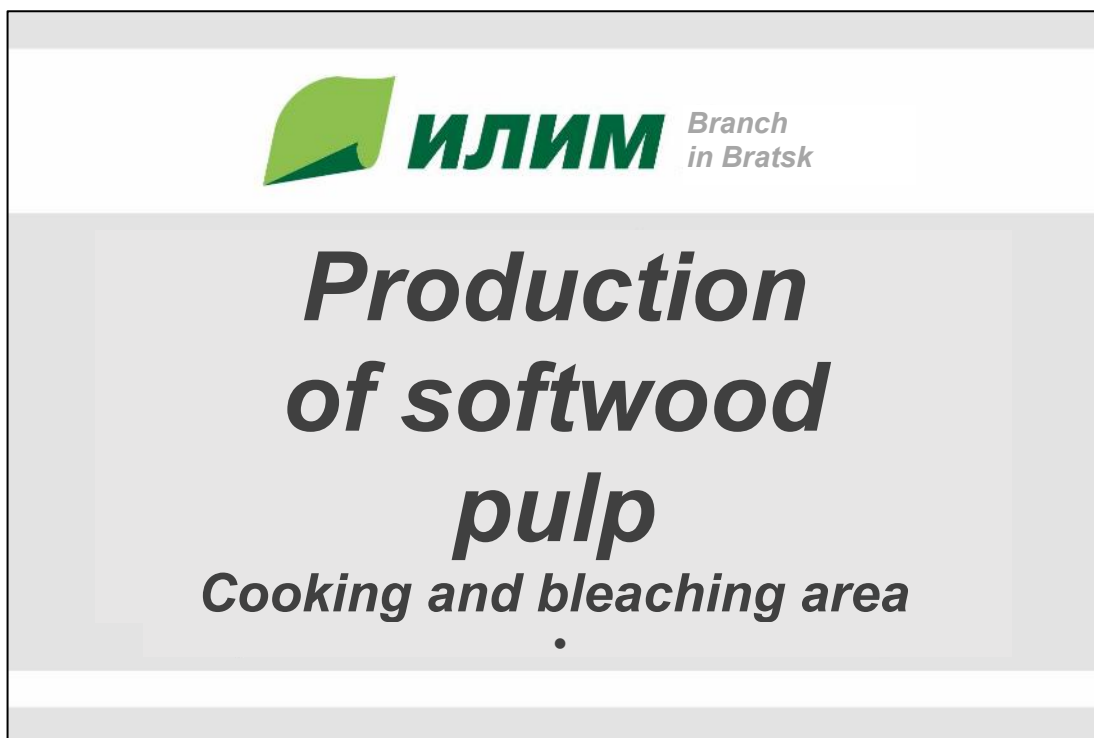 ИЛИМ
Branch
in Bratsk
Production
of softwood
pulp
Cooking and bleaching area
•